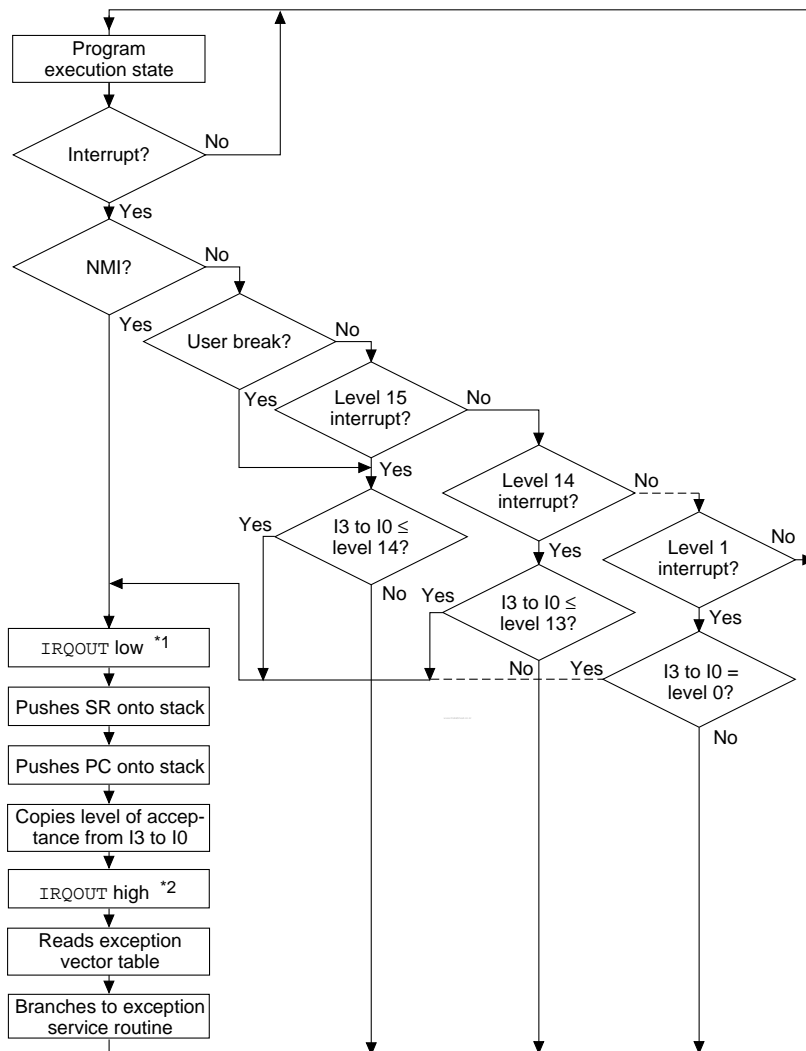 Program
execution state
No
Interrupt?
Yes
No
NMI?
Yes
No
User break?
Yes
No
Level 15
interrupt?
Yes
No
Level 14
interrupt?
Yes
No
Level 1
interrupt?
Yes
Yes
I3 to I0 ≤
level 14?
No
Yes
I3 to I0 ≤
level 13?
No
Yes
I3 to I0 =
level 0?
No
IRQOUT low *1
Pushes SR onto stack
Pushes PC onto stack
Copies level of accep-
tance from I3 to I0
IRQOUT high *2
Reads exception
vector table
Branches to exception
service routine